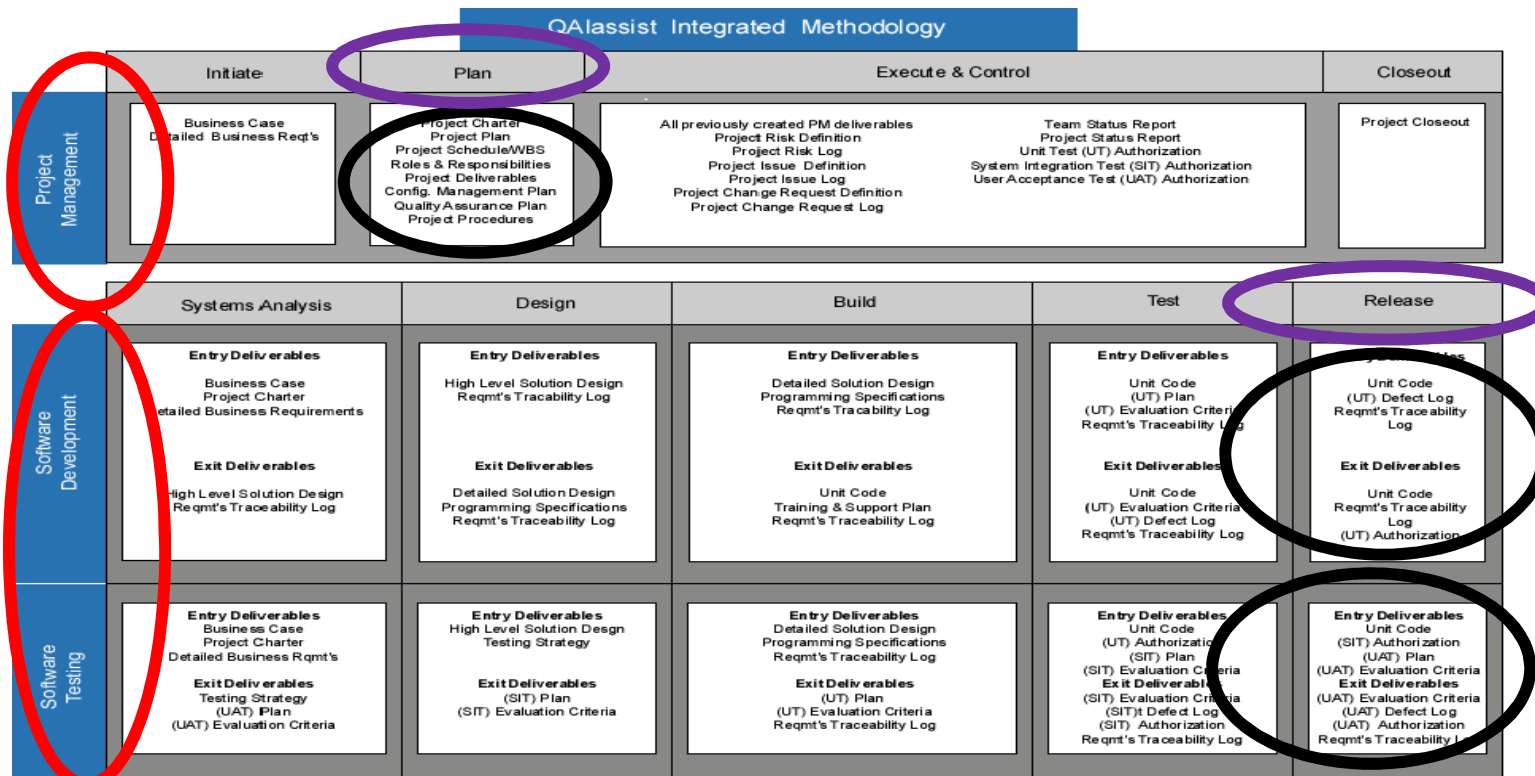 QAIassist Integrated Methodology
Initiate
Plan
Execute & Control
Closeout
Project
Management
Business Case
Detailed Business Reqt's
Project Charter
Project Plan
Project Schedule/WBS
Roles & Responsibilities
Project Deliverables
Config. Management Plan
Quality Assurance Plan
Project Procedures
All previously created PM deliverables
Project Risk Definition
Project Risk Log
Project Issue Definition
Project Issue Log
Project Change Request Definition
Project Change Request Log
Team Status Report
Project Status Report
Unit Test (UT) Authorization
System Integration Test (SIT) Authorization
User Acceptance Test (UAT) Authorization
Project Closeout
Systems Analysis
Design
Build
Test
Release
Software
Development
Entry Deliverables
Business Case
Project Charter
Detailed Business Requirements
Exit Deliverables
High Level Solution Design
Reqmt's Traceability Log
Entry Deliverables
High Level Solution Design
Reqmt's Tracability Log
Exit Deliverables
Detailed Solution Design
Programming Specifications
Reqmt's Traceability Log
Entry Deliverables
Detailed Solution Design
Programming Specifications
Reqmt's Tracability Log
Exit Deliverables
Unit Code
Training & Support Plan
Reqmt's Traceability Log
Entry Deliverables
Unit Code
(UT) Plan
(UT) Evaluation Criteria
Reqmt's Traceability Log
Exit Deliverables
Unit Code
(UT) Evaluation Criteria
(UT) Defect Log
Reqmt's Traceability Log
Entry Deliverables
Unit Code
(UT) Defect Log
Reqmt's Traceability
Log
Exit Deliverables
Unit Code
Reqmt's Traceability
Log
(UT) Authorization
Software
Testing
Entry Deliverables
Business Case
Project Charter
Detailed Business Rqmt's
Exit Deliverables
Testing Strategy
(UAT) Plan
(UAT) Evaluation Criteria
Entry Deliverables
High Level Solution Desgn
Testing Strategy
Exit Deliverables
(SIT) Plan
(SIT) Evaluation Criteria
Entry Deliverables
Detailed Solution Design
Programming Specifications
Reqmt's Traceability Log
Exit Deliverables
(UT) Plan
(UT) Evaluation Criteria
Reqmt's Traceability Log
Entry Deliverables
Unit Code
(UT) Authorization
(SIT) Plan
(SIT) Evaluation Criteria
Exit Deliverables
(SIT) Evaluation Criteria
(SIT)t Defect Log
(SIT) Authorization
Reqmt's Traceability Log
Entry Deliverables
Unit Code
(SIT) Authorization
(UAT) Plan
(UAT) Evaluation Criteria
Exit Deliverables
(UAT) Evaluation Criteria
(UAT) Defect Log
(UAT) Authorization
Reqmt's Traceability Log